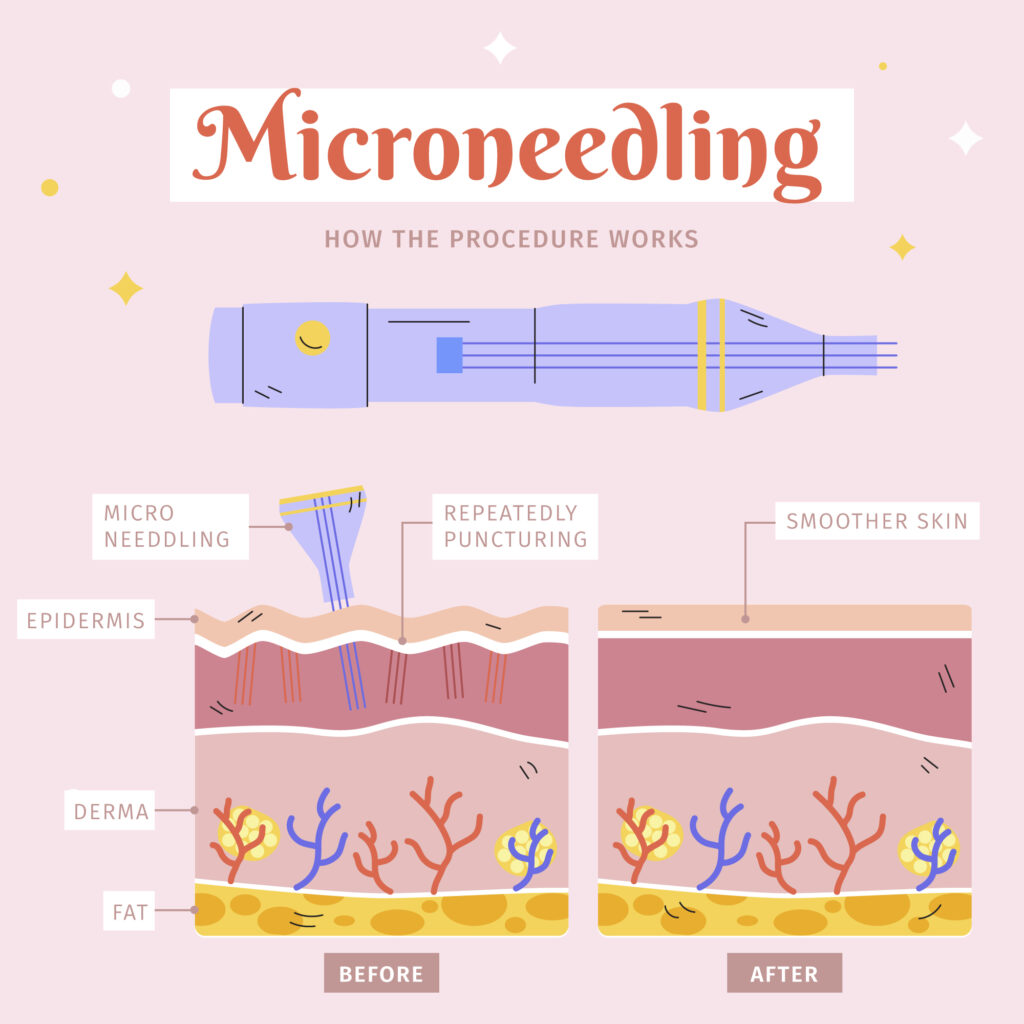 Microneedling
HOW THE PROCEDURE WORKS
MICRO
NEEDDLING
REPEATEDLY
PUNCTURING
SMOOTHER SKIN
EPIDERMIS
DERMA
FAT
BEFORE
AFTER